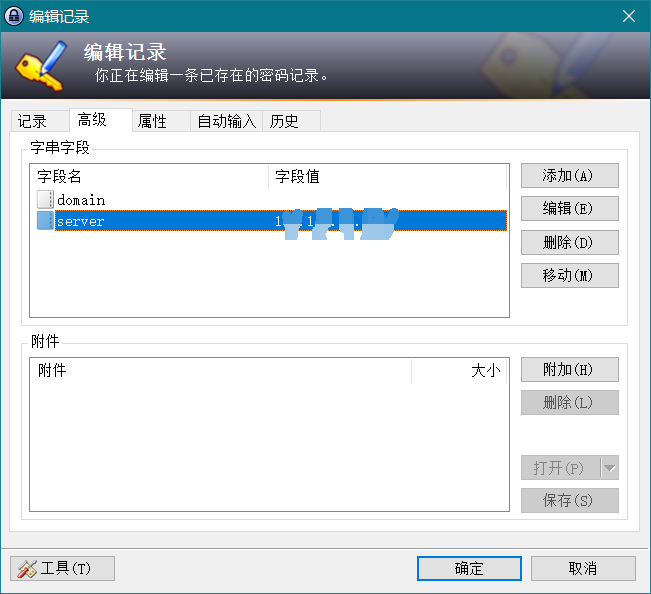 编辑记录
编辑记录
你正在编辑一条已存在的密码记录。
记录 高级 属性 自动输入 历史
字串字段
字段名 字段值
domain
server
添加(A)
编辑(E)
删除(D)
移动(M)
附件
附件 大小
附加(H)
删除(L)
打开(P)
保存(S)
工具(T) 确定 取消